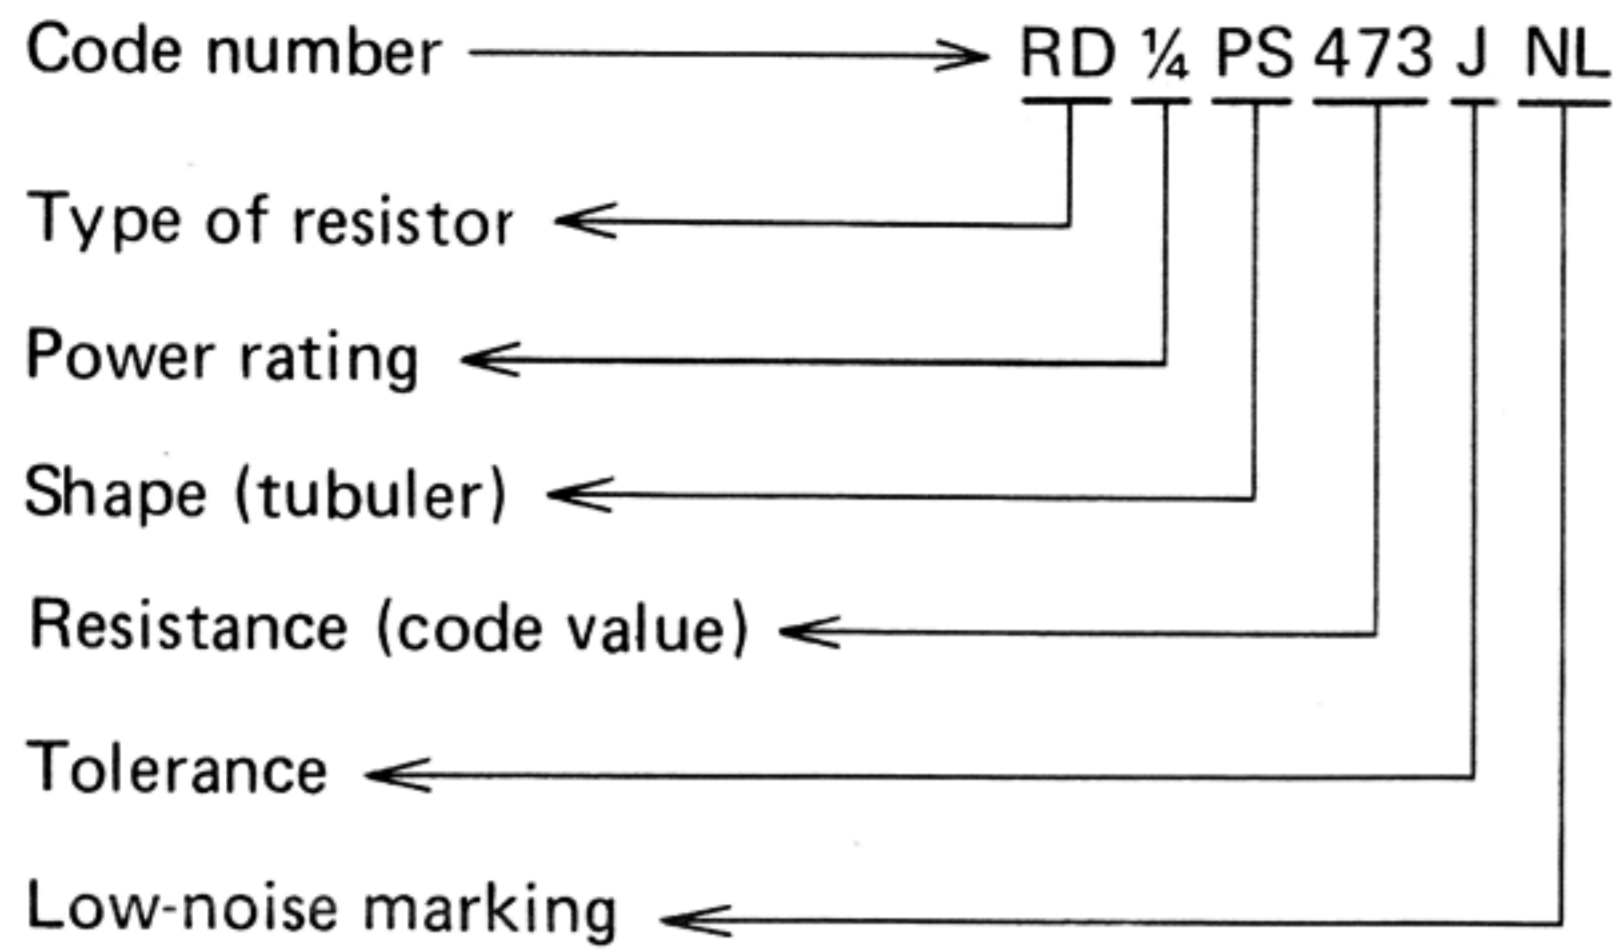 Code number RD ¼ PS 473 J NL
Type of resistor
Power rating
Shape (tubuler)
Resistance (code value)
Tolerance
Low-noise marking